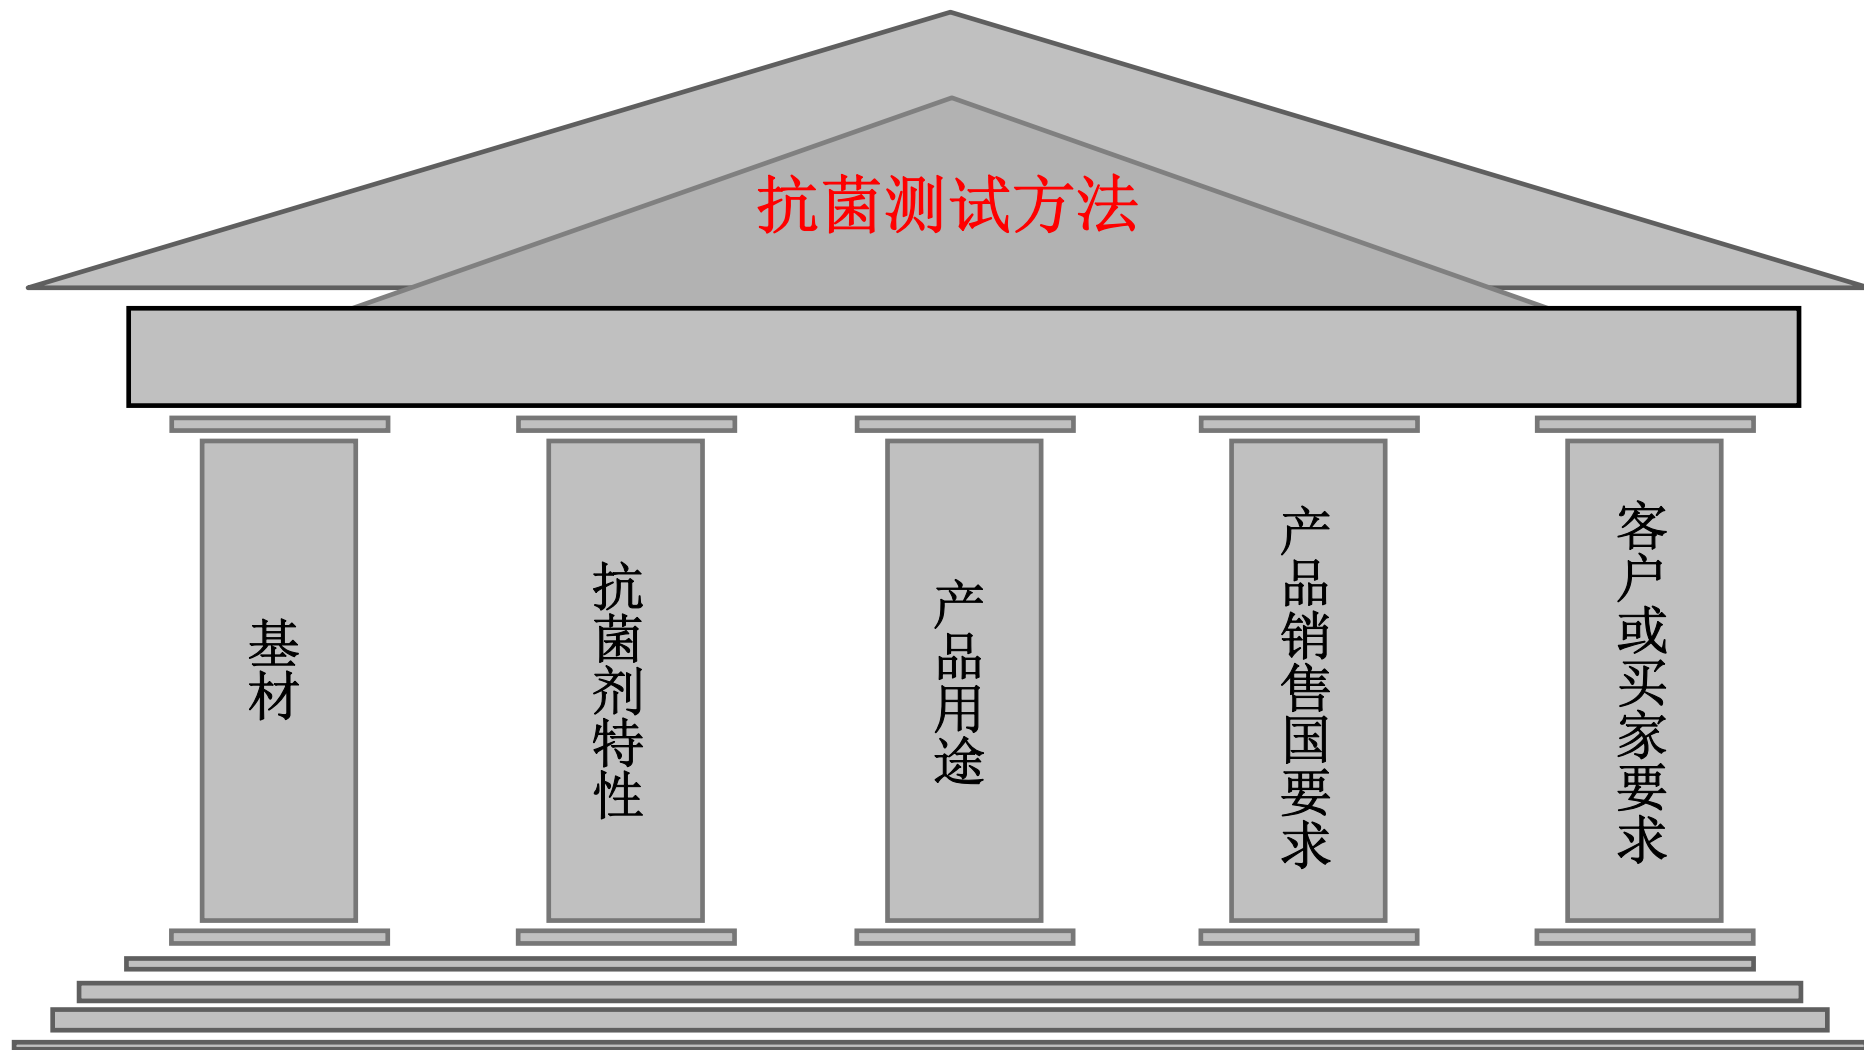 抗菌测试方法
基材
抗菌剂特性
产品用途
产品销售国要求
客户或买家要求